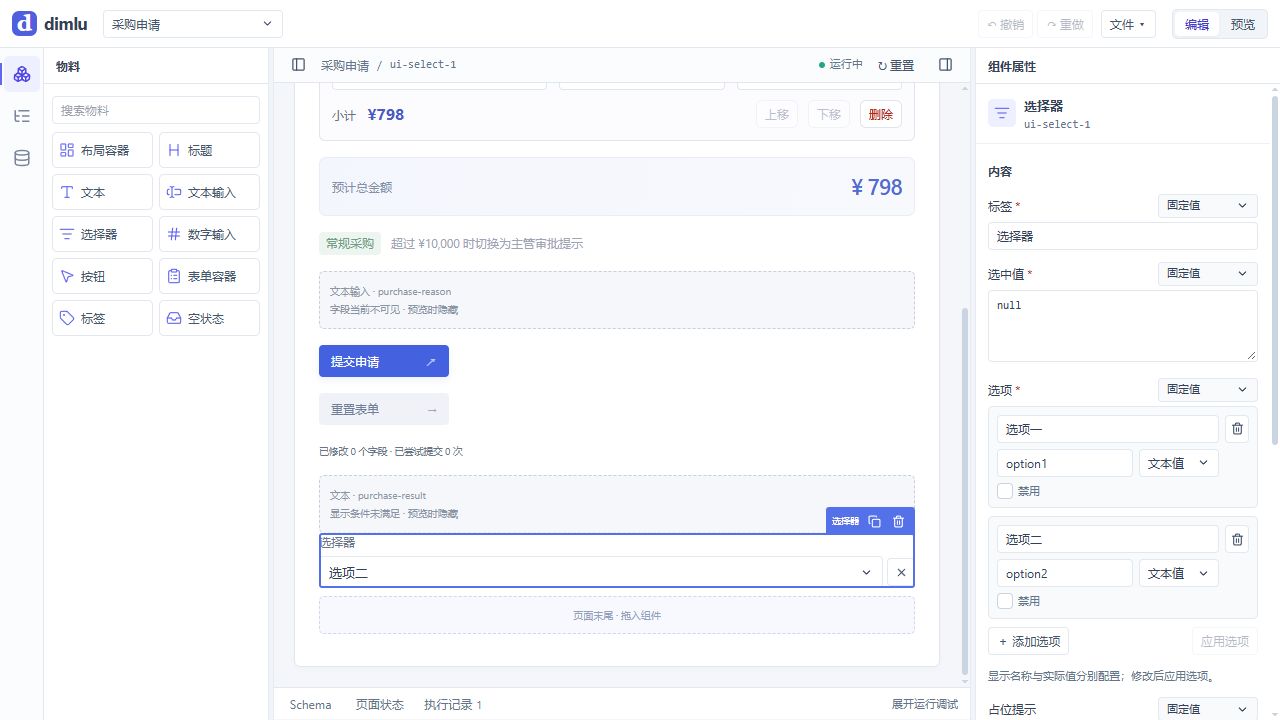 d dimlu
采购申请
撤销
重做
文件
编辑
预览
物料
搜索物料
布局容器
标题
文本
文本输入
选择器
数字输入
按钮
表单容器
标签
空状态
采购申请 / ui-select-1
运行中
重置
小计 ¥798
上移
下移
删除
预计总金额
¥ 798
常规采购
超过 ¥10,000 时切换为主管审批提示
文本输入 · purchase-reason
字段当前不可见 · 预览时隐藏
提交申请 ↗
重置表单 →
已修改 0 个字段 · 已尝试提交 0 次
文本 · purchase-result
显示条件未满足 · 预览时隐藏
选择器
选择器
选项二
页面末尾 · 拖入组件
Schema
页面状态
执行记录 1
展开运行调试
组件属性
选择器
ui-select-1
内容
标签 *
固定值
选择器
选中值 *
固定值
null
选项 *
固定值
选项一
option1
文本值
禁用
选项二
option2
文本值
禁用
+ 添加选项
应用选项
显示名称与实际值分别配置；修改后应用选项。
占位提示
固定值